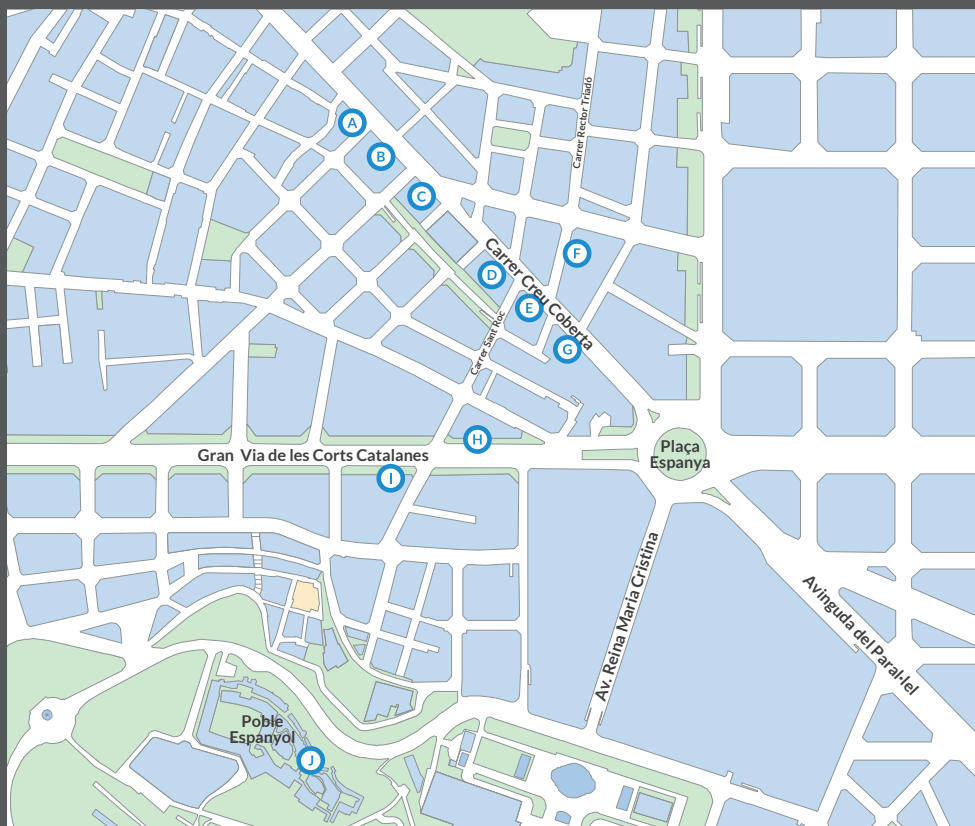 A
Carrer Rector Triadó
B
C
F
Carrer Creu Coberta
D
E
Carrer Sant Roc
G
H
Plaça
Espanya
Gran Via de les Corts Catalanes
I
Av. Reina Maria Cristina
Avinguda del Paral·lel
Poble
Espanyol
J